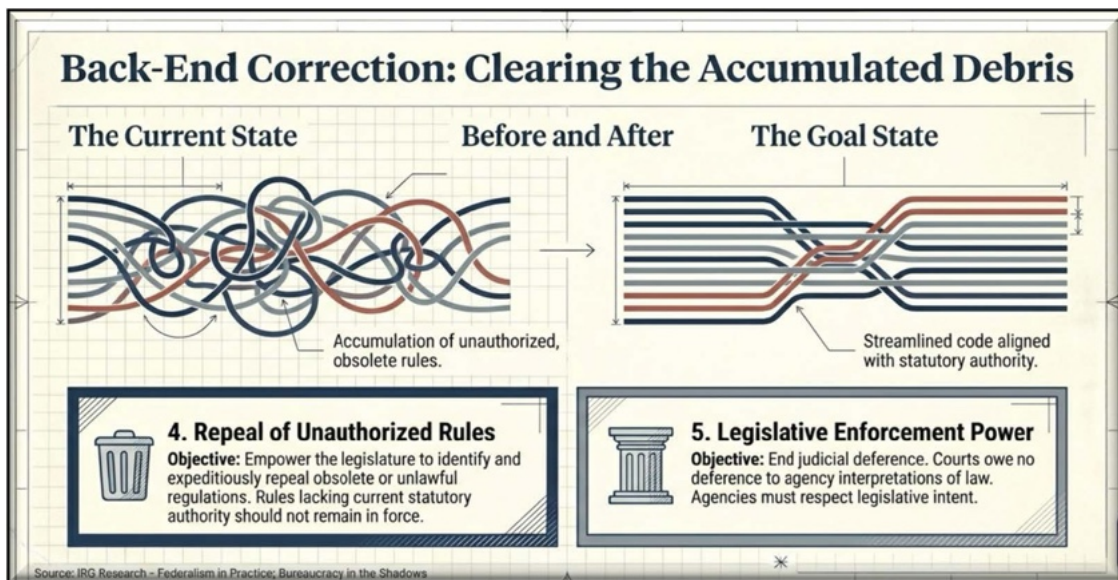 Back-End Correction: Clearing the Accumulated Debris
The Current State
Before and After
The Goal State
Accumulation of unauthorized,
obsolete rules.
Streamlined code aligned
with statutory authority.
4. Repeal of Unauthorized Rules
Objective: Empower the legislature to identify and
expeditiously repeal obsolete or unlawful
regulations. Rules lacking current statutory
authority should not remain in force.
5. Legislative Enforcement Power
Objective: End judicial deference. Courts owe no
deference to agency interpretations of law.
Agencies must respect legislative intent.
Source: IRG Research - Federalism in Practice; Bureaucracy in the Shadows